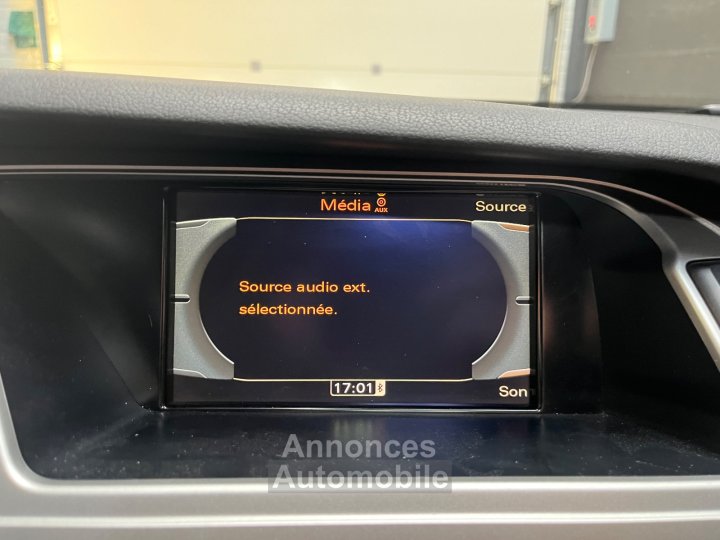 Média AUX
Source
Source audio ext.
sélectionnée.
17:01
Son
Annonces
Automobile